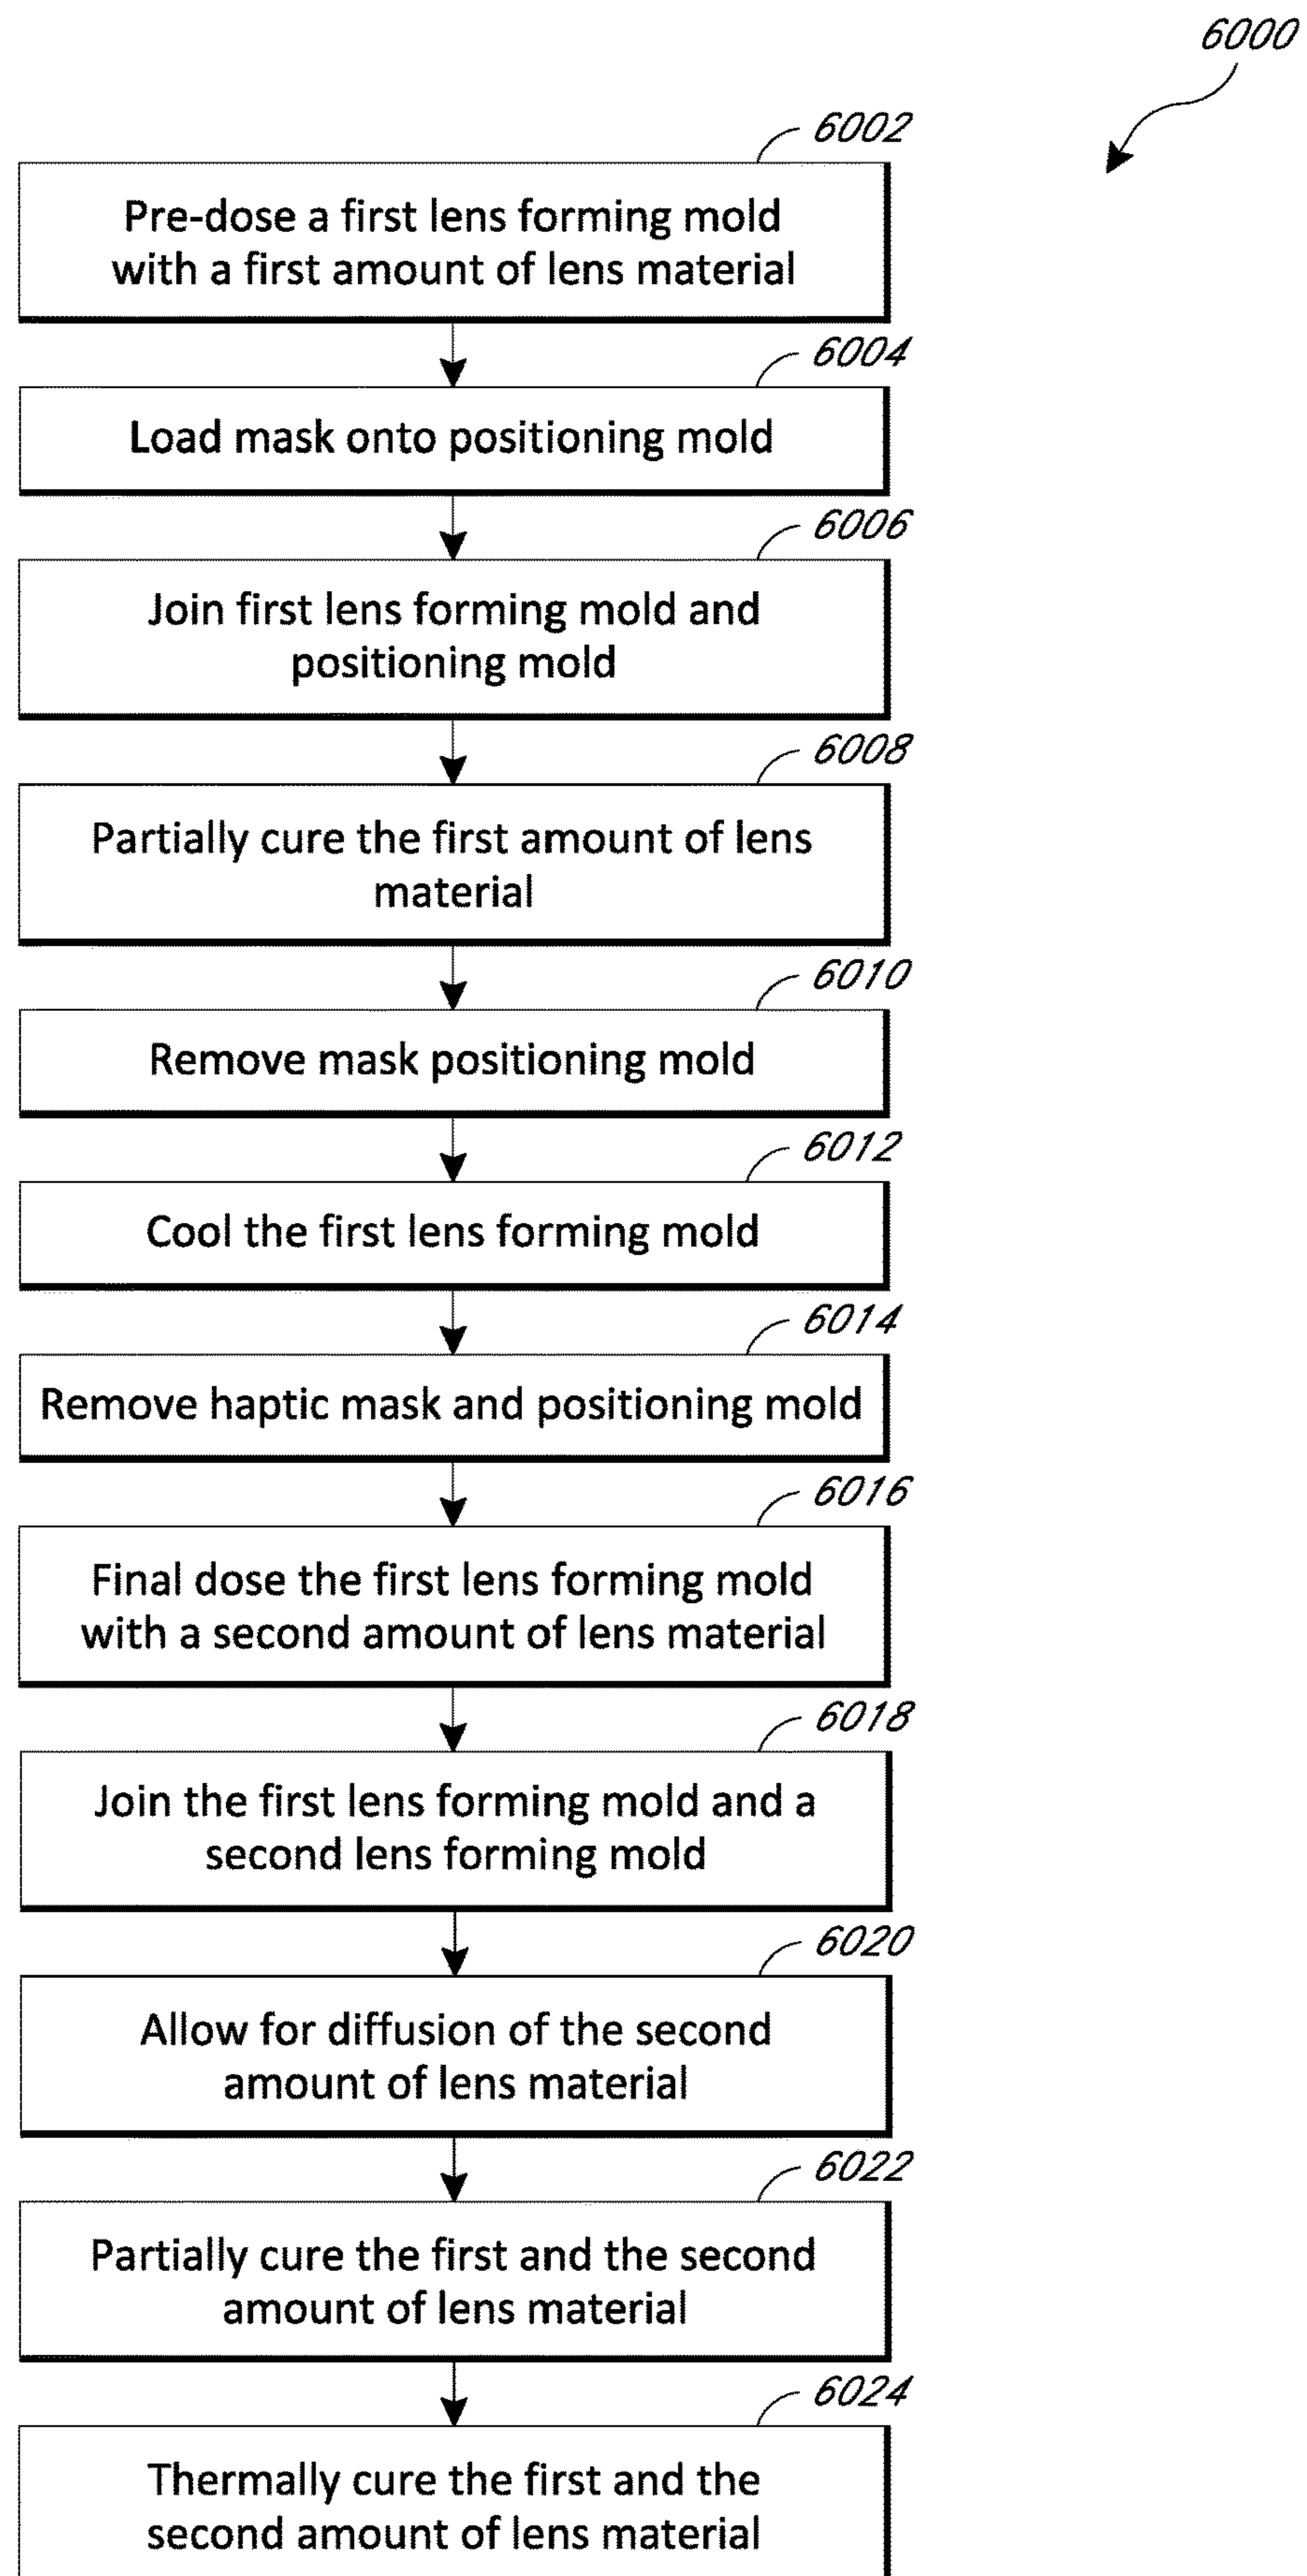 6000
6002
Pre-dose a first lens forming mold
with a first amount of lens material
6004
Load mask onto positioning mold
6006
Join first lens forming mold and
positioning mold
6008
Partially cure the first amount of lens
material
6010
Remove mask positioning mold
6012
Cool the first lens forming mold
6014
Remove haptic mask and positioning mold
6016
Final dose the first lens forming mold
with a second amount of lens material
6018
Join the first lens forming mold and a
second lens forming mold
6020
Allow for diffusion of the second
amount of lens material
6022
Partially cure the first and the second
amount of lens material
6024
Thermally cure the first and the
second amount of lens material